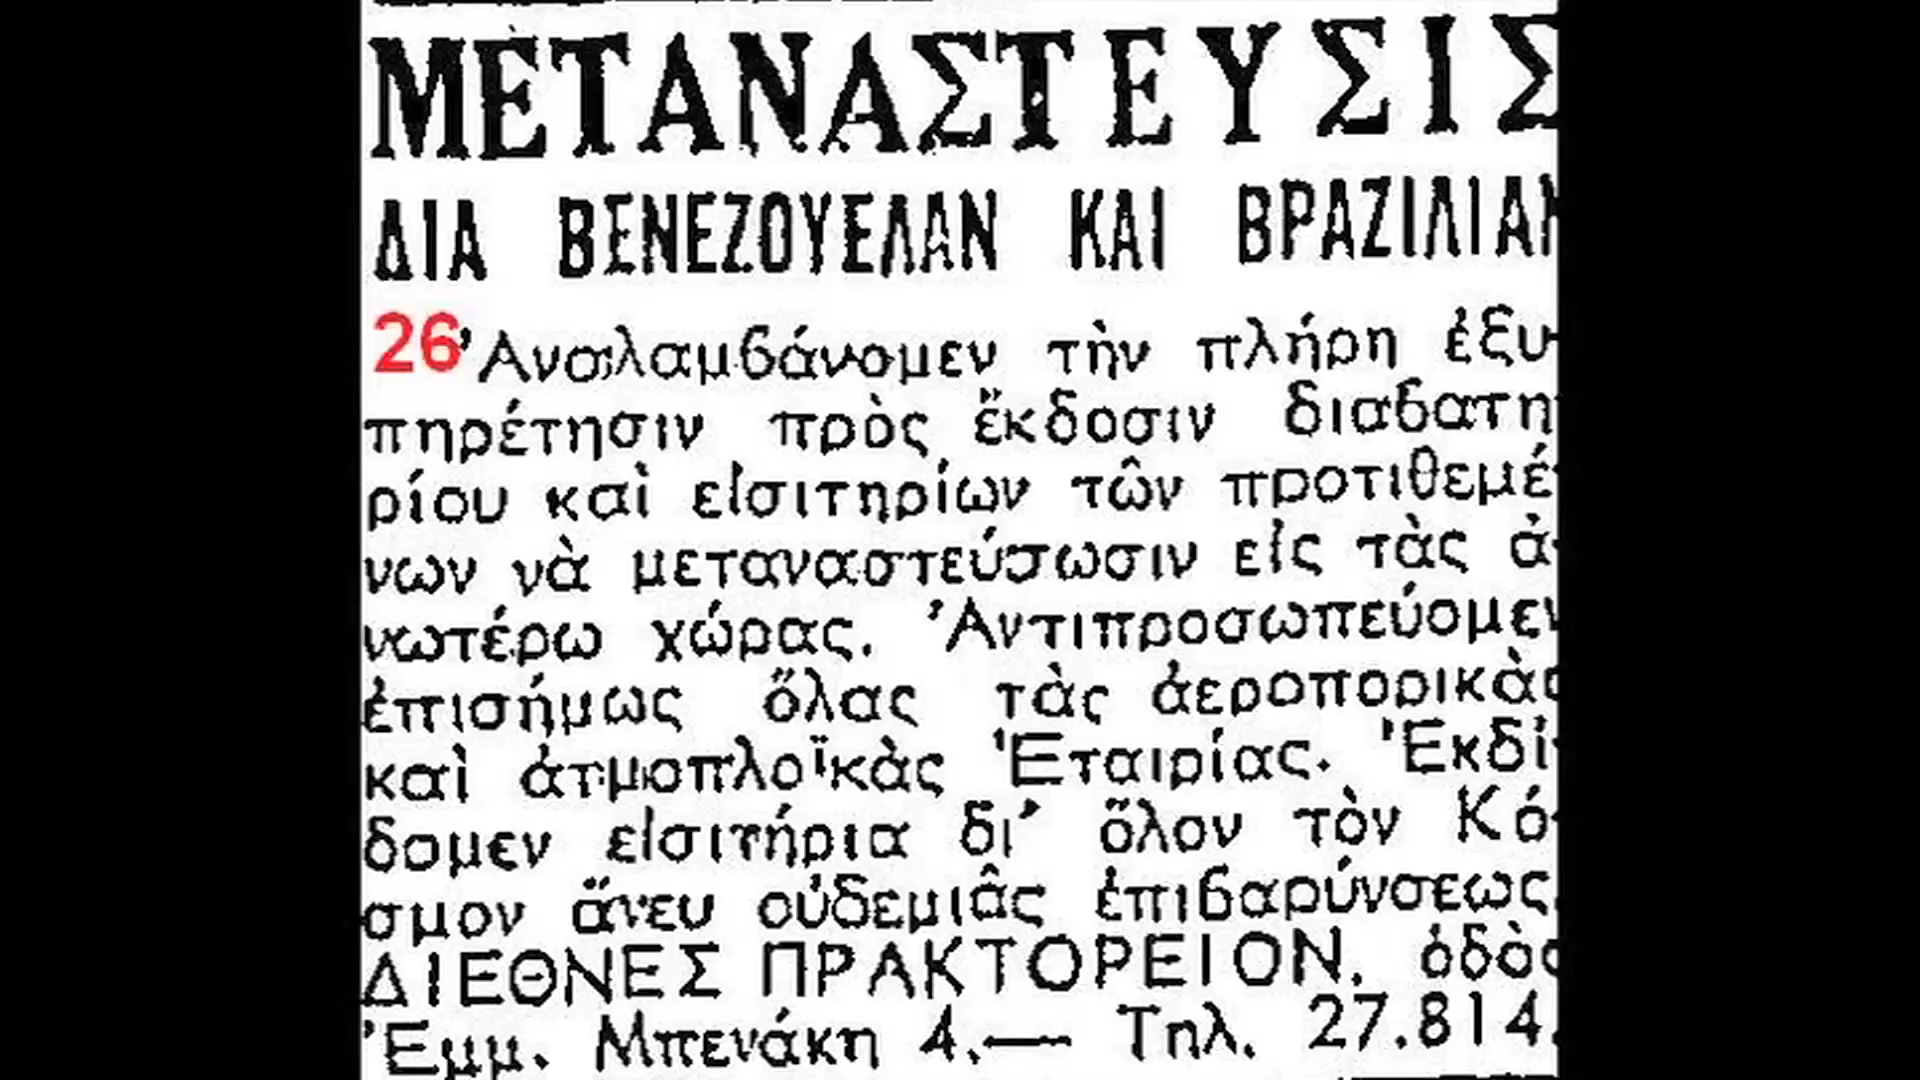 ΜΕΤΑΝΑΣΤΕΥΣΙΣ
ΔΙΑ ΒΕΝΕΖΟΥΕΛΑΝ ΚΑΙ ΒΡΑΖΙΛΙΑΝ
26 Ἀναλαμβάνομεν τὴν πλήρη ἐξυ-
πηρέτησιν πρὸς ἔκδοσιν διαβατη-
ρίου καὶ εἰσιτηρίων τῶν προτιθεμέ-
νων νὰ μεταναστεύσωσιν εἰς τὰς ἀ-
νωτέρω χώρας. Ἀντιπροσωπεύομεν
ἐπισήμως ὅλας τὰς ἀεροπορικὰς
καὶ ἀτμοπλοϊκὰς Ἑταιρίας. Ἐκδί-
δομεν εἰσιτήρια δι’ ὅλον τὸν Κό-
σμον ἄνευ οὐδεμιᾶς ἐπιβαρύνσεως.
ΔΙΕΘΝΕΣ ΠΡΑΚΤΟΡΕΙΟΝ, ὁδὸς
Ἐμμ. Μπενάκη 4.— Τηλ. 27.814.